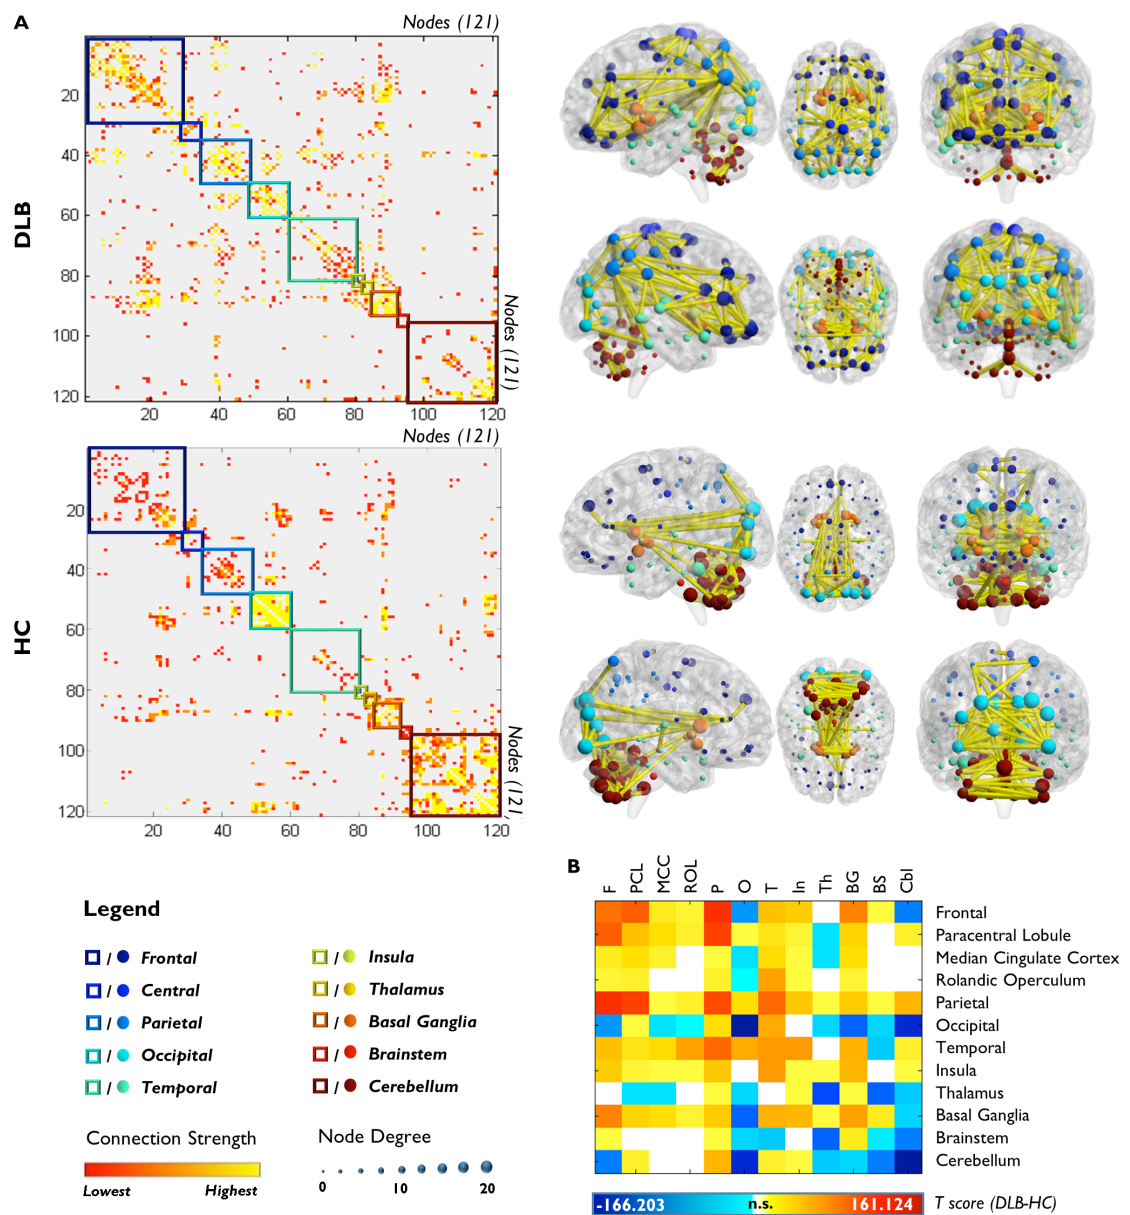 A
Nodes (121)
DLB
20
40
60
80
100
120
20
40
60
80
100
120
Nodes (121)
Nodes (121)
HC
20
40
60
80
100
120
20
40
60
80
100
120
Nodes (121)
Legend
/ Frontal
/ Central
/ Parietal
/ Occipital
/ Temporal
/ Insula
/ Thalamus
/ Basal Ganglia
/ Brainstem
/ Cerebellum
Connection Strength
Lowest Highest
Node Degree
0 10 20
B
F PCL MCC ROL P O T In Th BG BS Cbl
Frontal
Paracentral Lobule
Median Cingulate Cortex
Rolandic Operculum
Parietal
Occipital
Temporal
Insula
Thalamus
Basal Ganglia
Brainstem
Cerebellum
-166.203 n.s. 161.124 T score (DLB-HC)